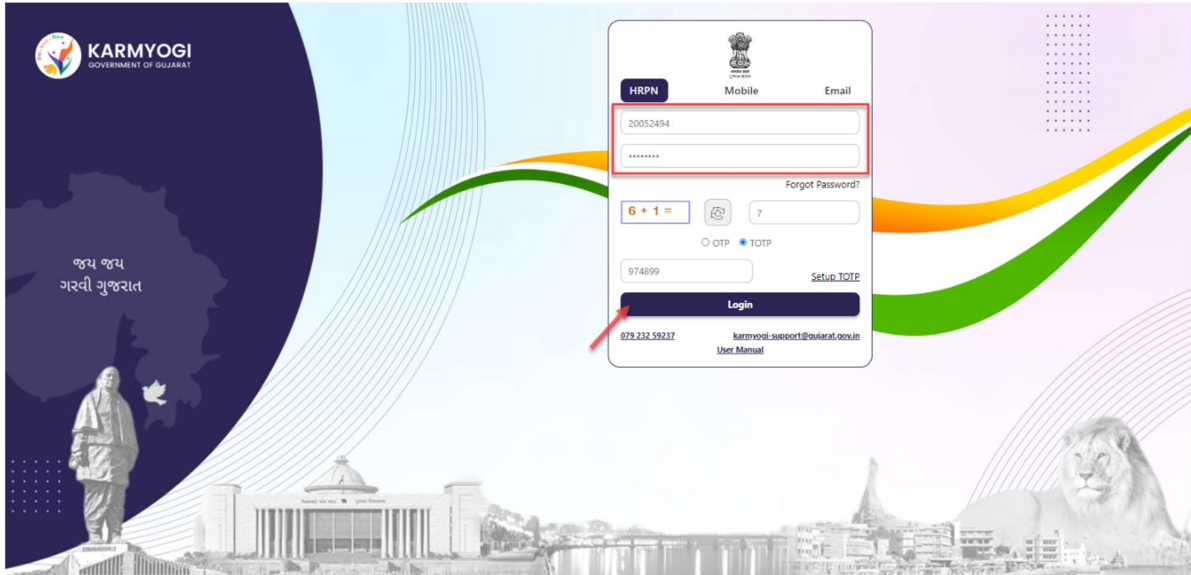 KARMYOGI
GOVERNMENT OF GUJARAT
HRPN Mobile Email
20052494
********
Forgot Password?
6 + 1 = 7
OTP TOTP
974899 Setup TOTP
Login
079 232 59237 karmyogi-support@gujarat.gov.in
User Manual
જય જય
ગરવી ગુજરાત